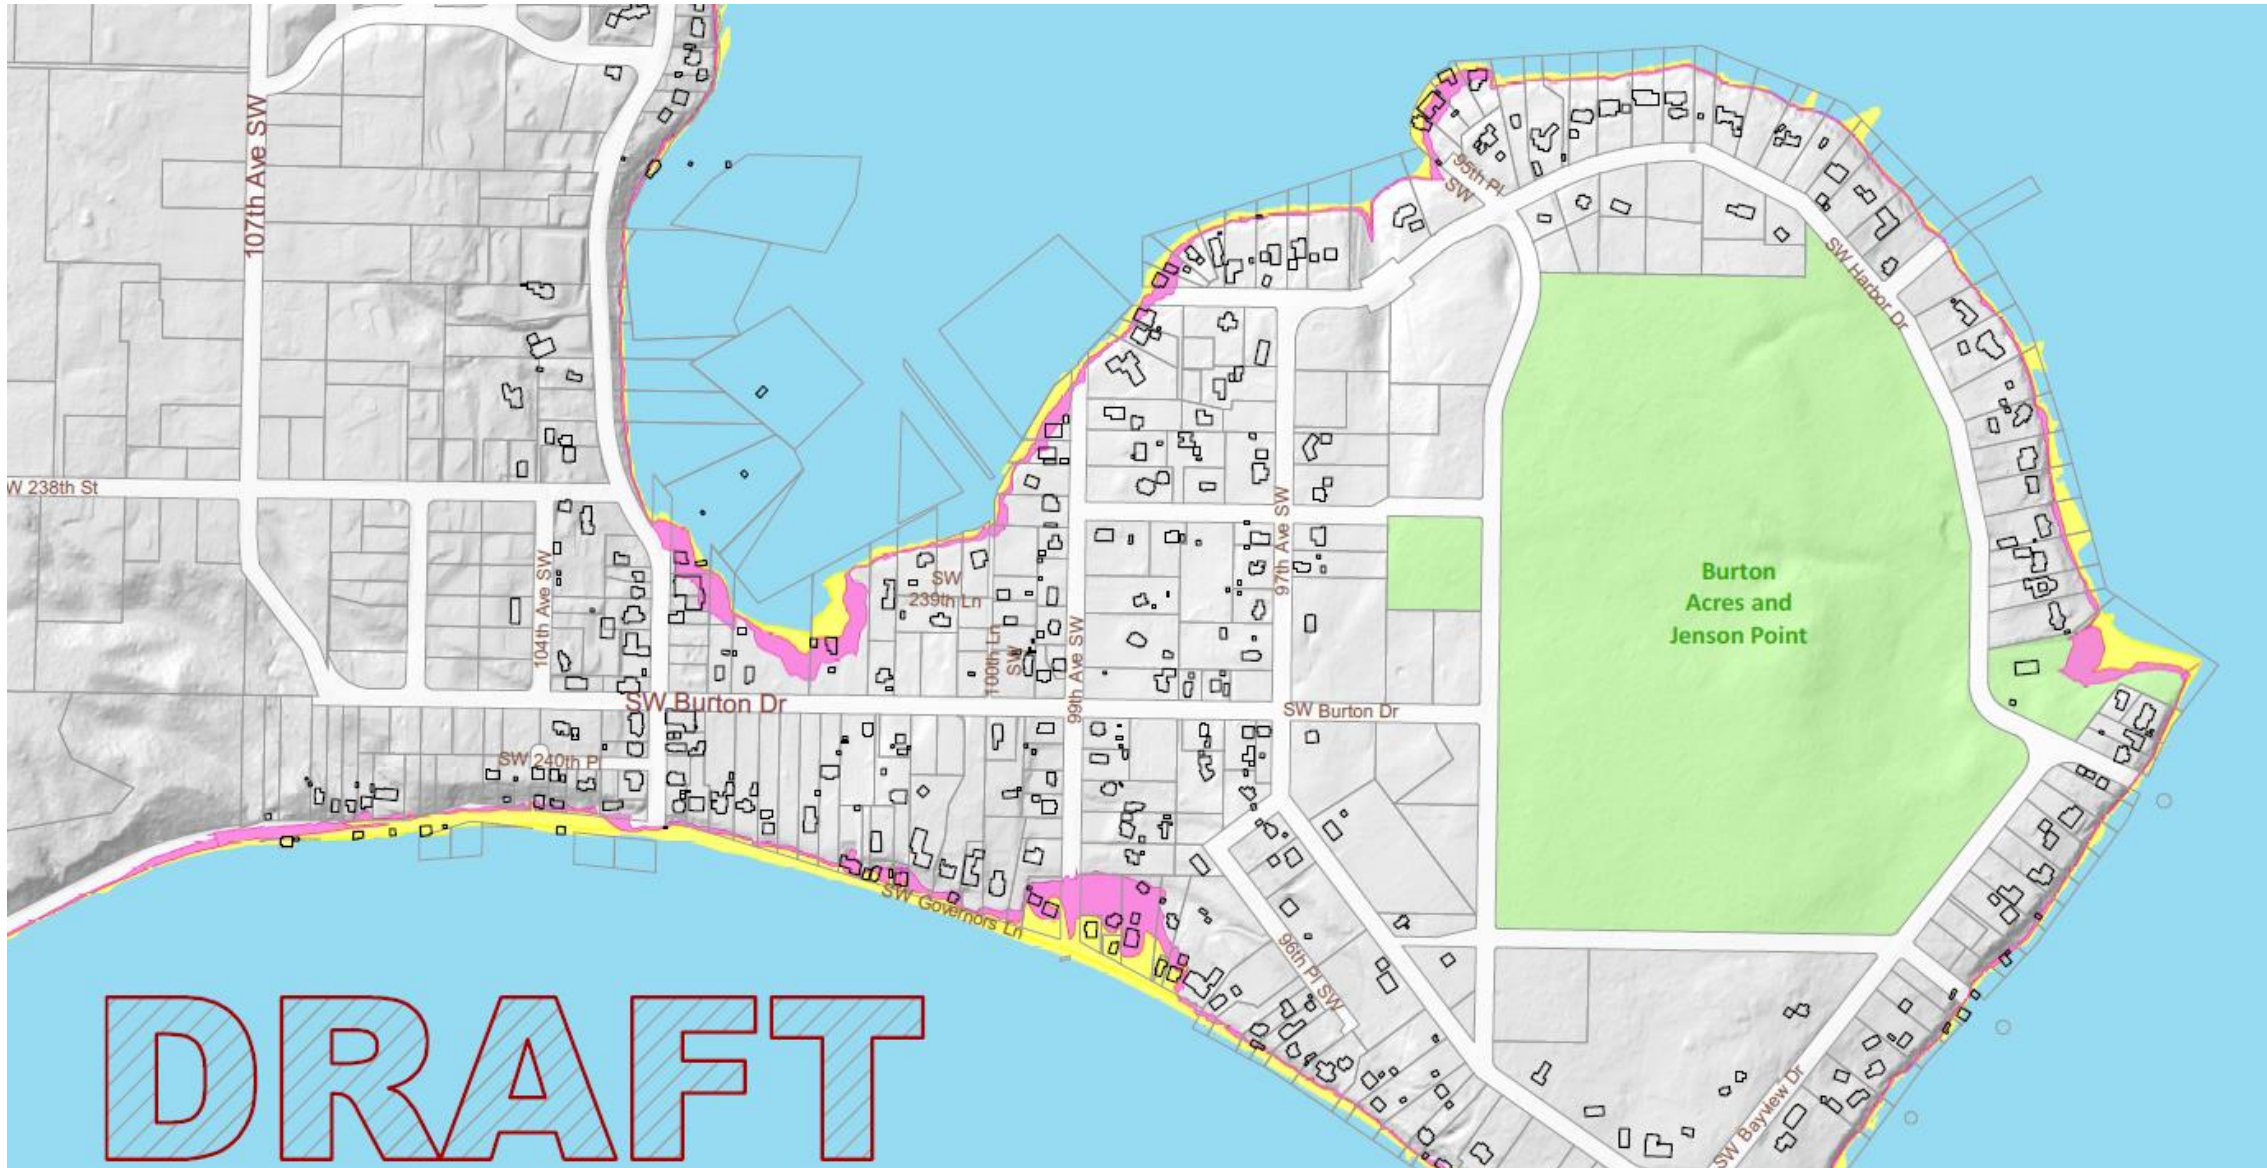 107th Ave SW
95th Pl
SW
SW Harbor Dr
W 238th St
97th Ave SW
104th Ave SW
SW
239th Ln
100th Ln
SW
99th Ave SW
Burton
Acres and
Jenson Point
SW Burton Dr
SW Burton Dr
SW 240th P
SW Governors Ln
96th Pl SW
SW Bayview Dr
DRAFT